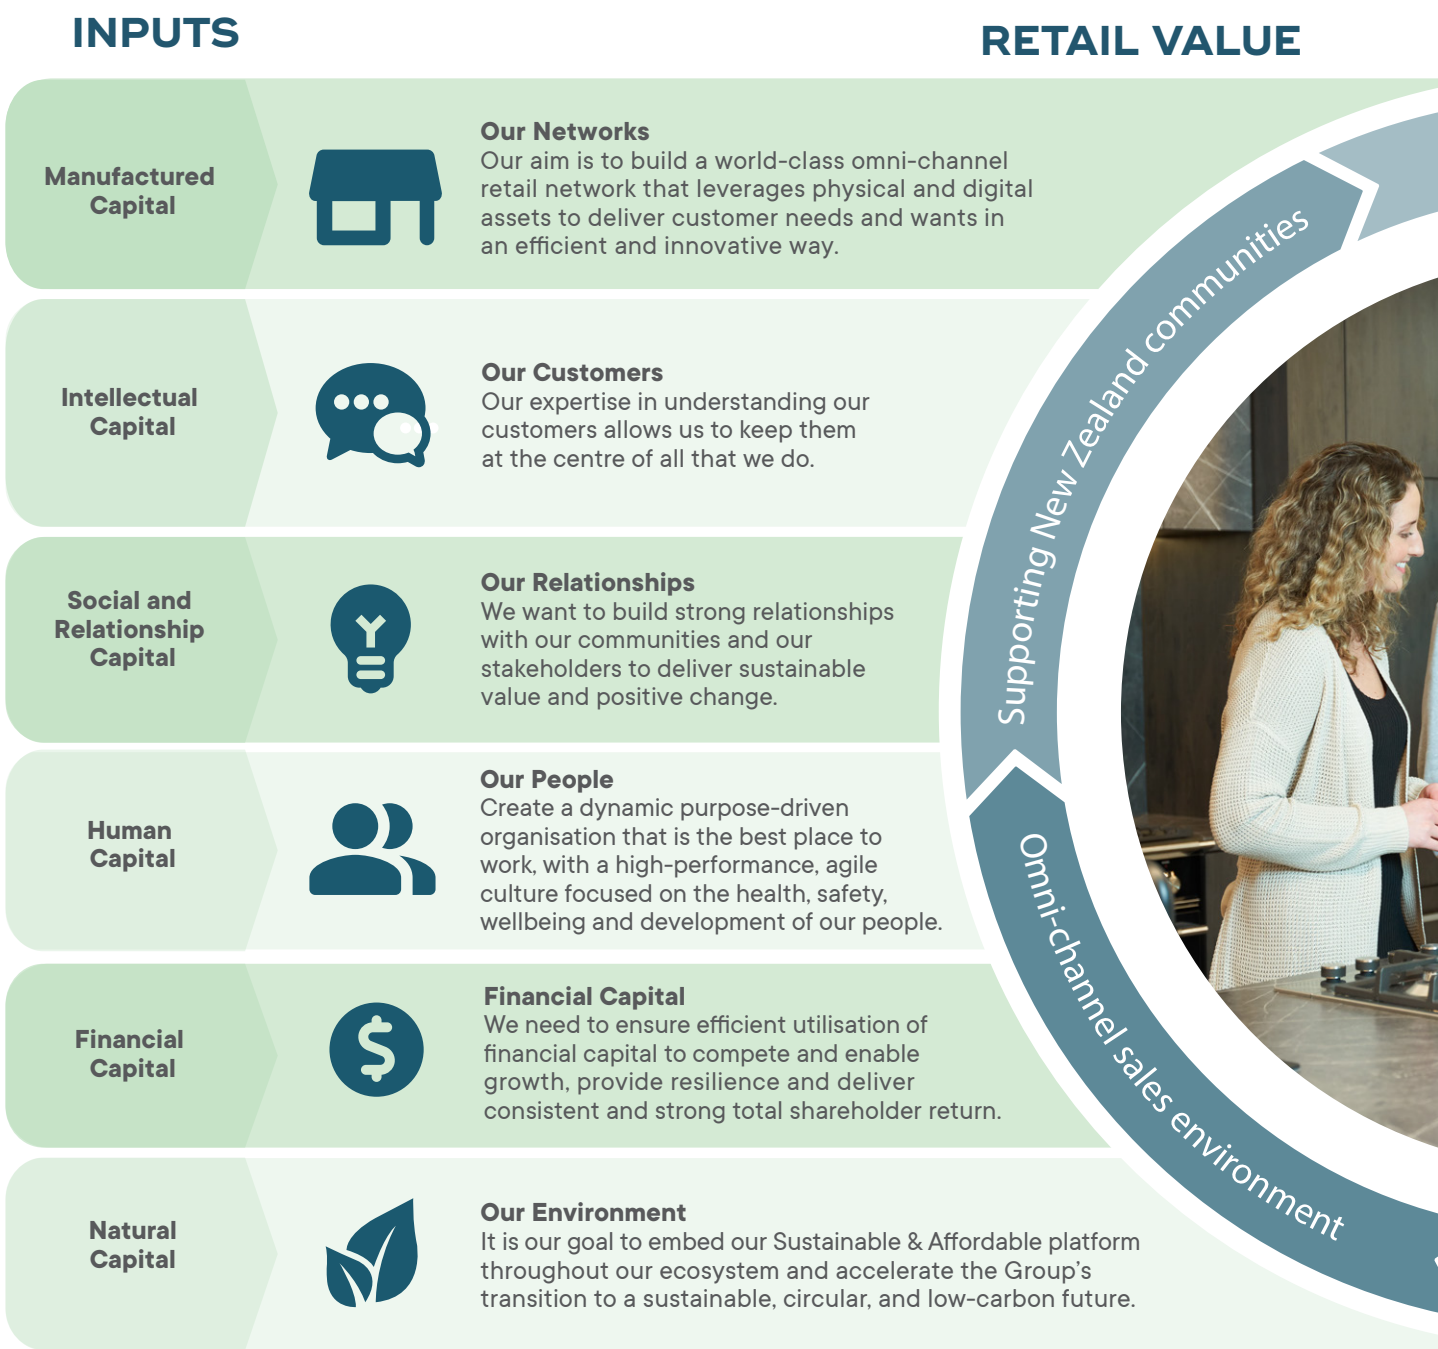 INPUTS
RETAIL VALUE
Manufactured
Capital
Our Networks
Our aim is to build a world-class omni-channel
retail network that leverages physical and digital
assets to deliver customer needs and wants in
an efficient and innovative way.
Intellectual
Capital
Our Customers
Our expertise in understanding our
customers allows us to keep them
at the centre of all that we do.
Social and
Relationship
Capital
Our Relationships
We want to build strong relationships
with our communities and our
stakeholders to deliver sustainable
value and positive change.
Human
Capital
Our People
Create a dynamic purpose-driven
organisation that is the best place to
work, with a high-performance, agile
culture focused on the health, safety,
wellbeing and development of our people.
Financial
Capital
$
Financial Capital
We need to ensure efficient utilisation of
financial capital to compete and enable
growth, provide resilience and deliver
consistent and strong total shareholder return.
Natural
Capital
Our Environment
It is our goal to embed our Sustainable & Affordable platform
throughout our ecosystem and accelerate the Group's
transition to a sustainable, circular, and low-carbon future.
Supporting New Zealand communities
Omni-channel sales environment